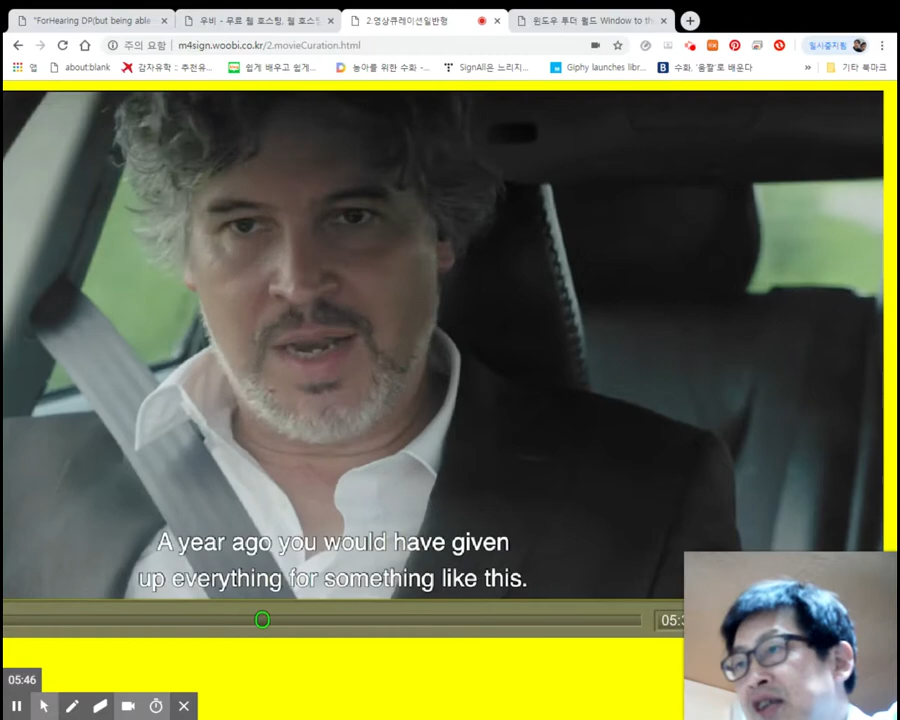 "ForHearing DP(but being able
우비 - 무료 웹 호스팅, 웹 호스
2.영상큐레이션일반형
윈도우 투더 월드 Window to th
주의 요함
m4sign.woobi.co.kr/2.movieCuration.html
일시중지됨
앱
about:blank
감자유학 :: 추천유...
쉽게 배우고 쉽게...
농아를 위한 수화 -...
SignAll은 느리지...
Giphy launches libr...
수화, '움짤'로 배운다
»
기타 북마크
A year ago you would have given
up everything for something like this.
05:3
05:46